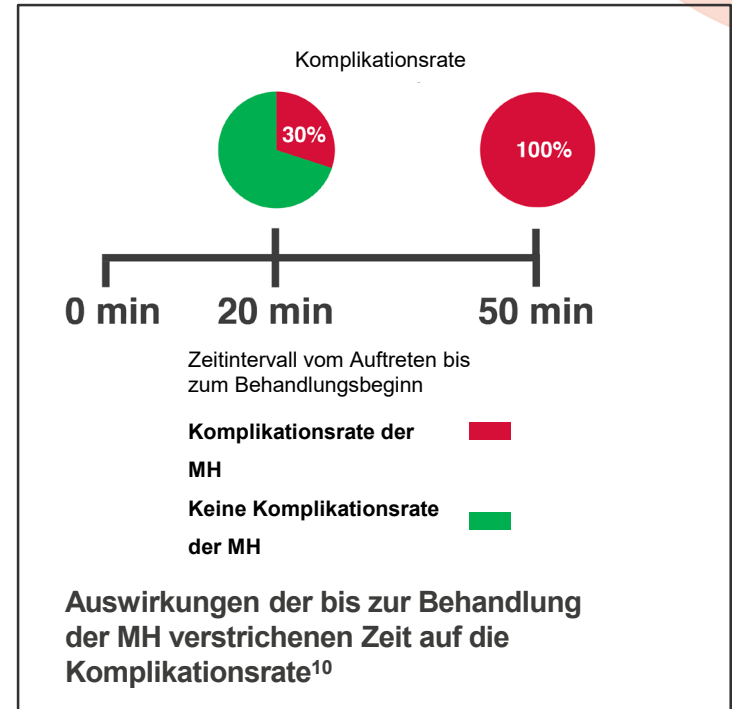 Komplikationsrate
30%
100%
0 min 20 min 50 min
Zeitintervall vom Auftreten bis
zum Behandlungsbeginn
Komplikationsrate der
MH
Keine Komplikationsrate
der MH
Auswirkungen der bis zur Behandlung
der MH verstrichenen Zeit auf die
Komplikationsrate¹⁰